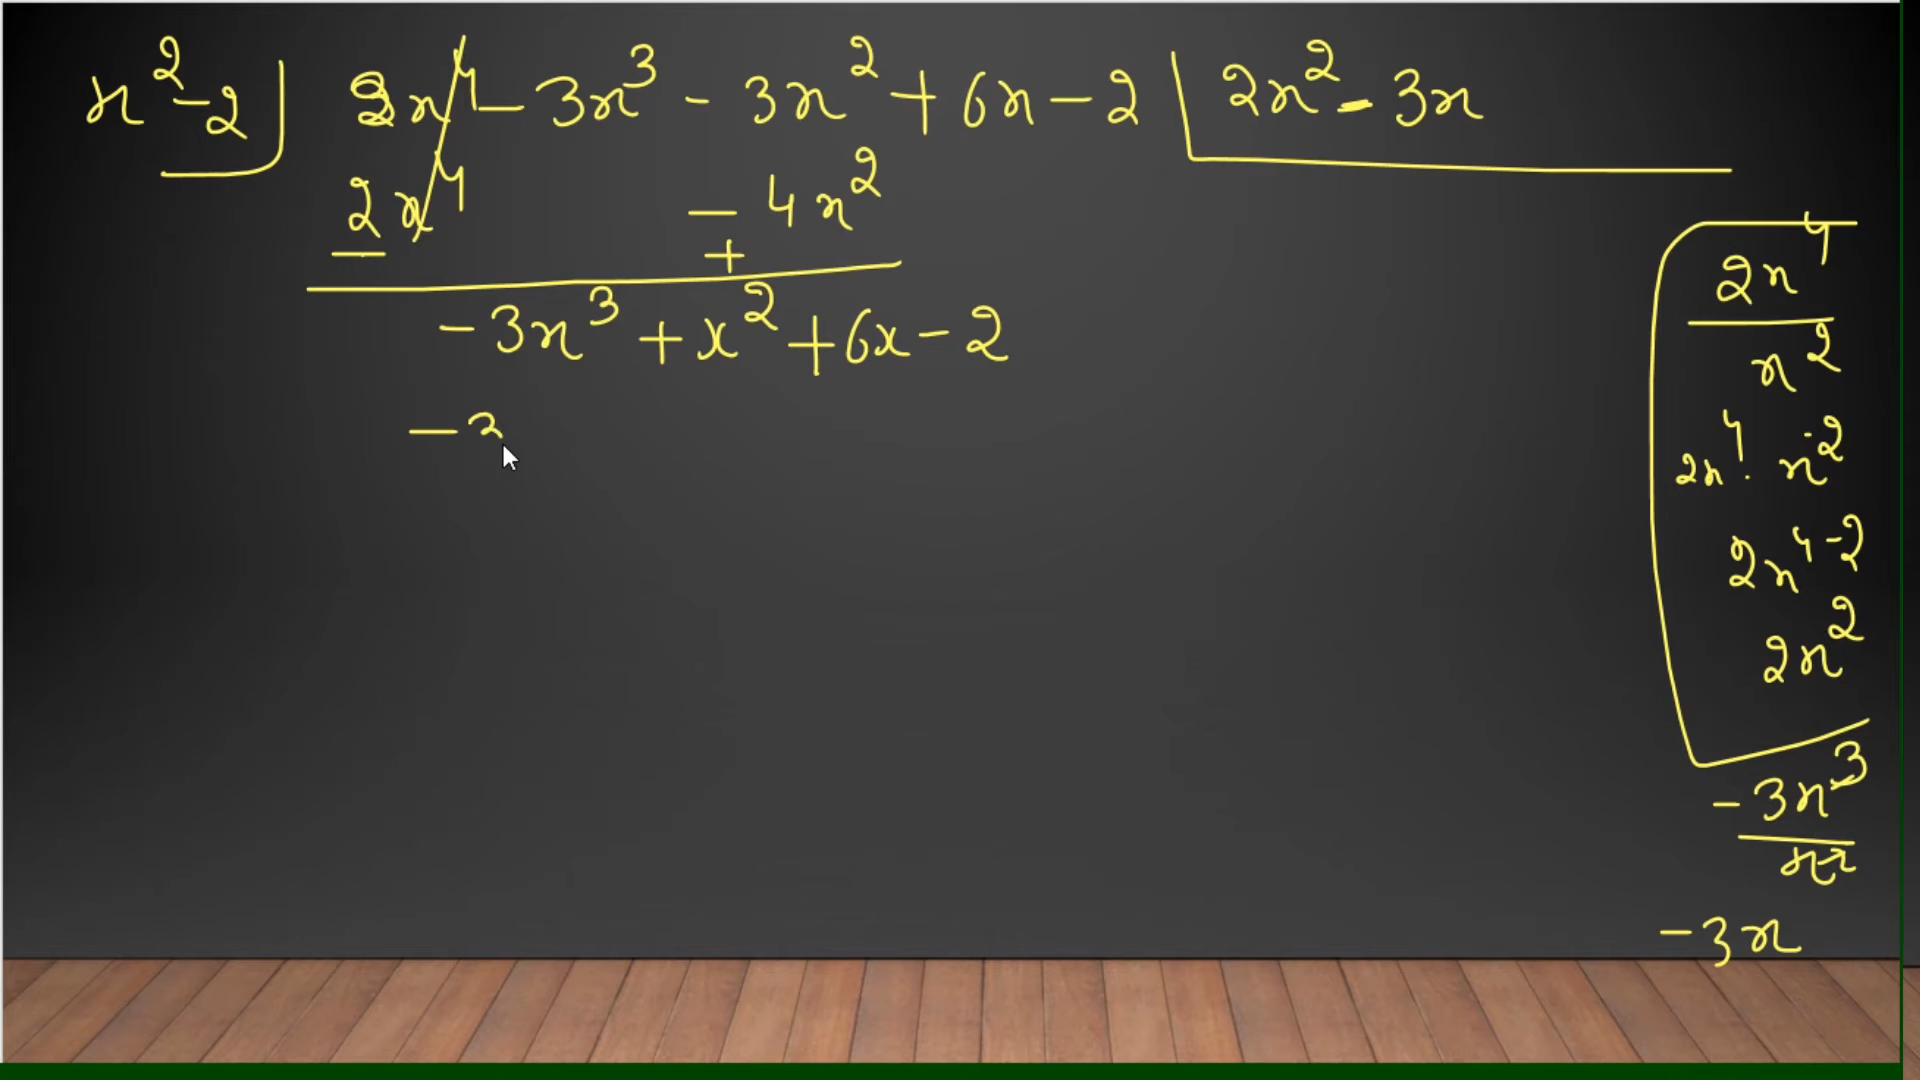 x² - 2 ) 2x⁴ - 3x³ - 3x² + 6x - 2 | 2x² - 3x
2x⁴ - 4x²
- +
-3x³ + x² + 6x - 2
-3
2x⁴
x²
2x⁴ · x⁻²
2x⁴⁻²
2x²
-3x³
x²
-3x